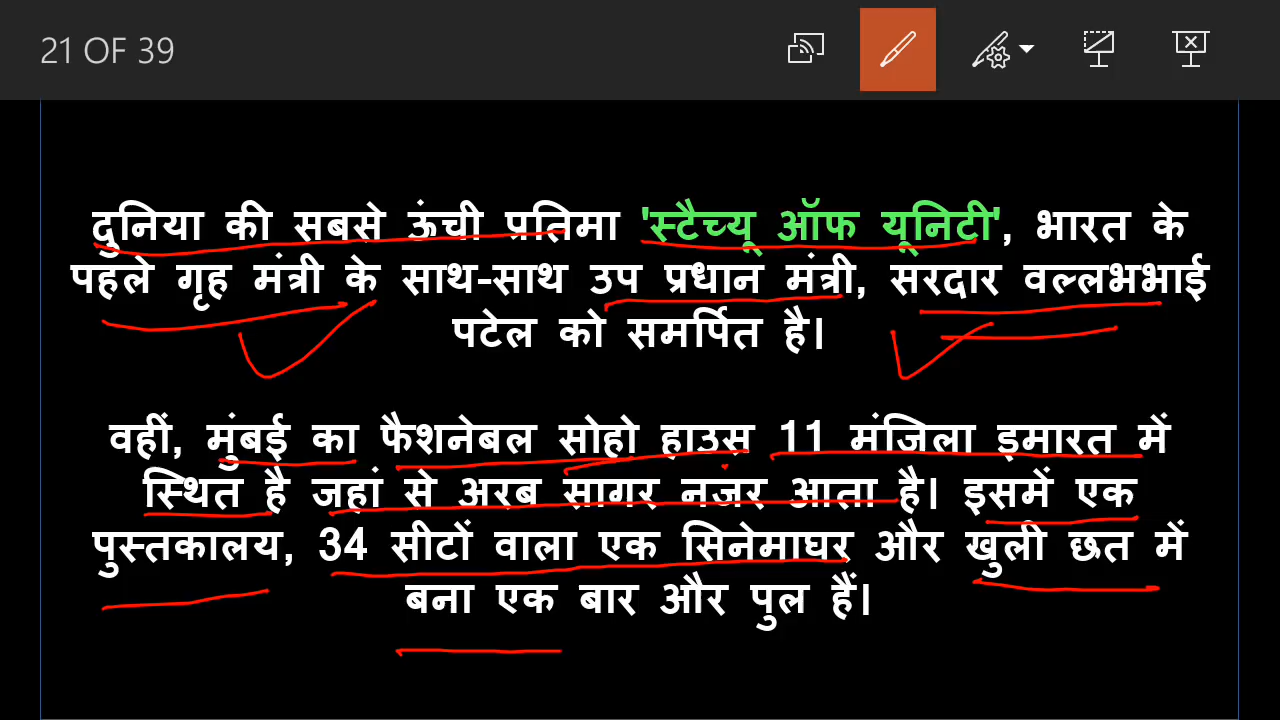 21 OF 39
दुनिया की सबसे ऊंची प्रतिमा 'स्टैच्यू ऑफ यूनिटी', भारत के
पहले गृह मंत्री के साथ-साथ उप प्रधान मंत्री, सरदार वल्लभभाई
पटेल को समर्पित है।
वहीं, मुंबई का फैशनेबल सोहो हाउस 11 मंजिला इमारत में
स्थित है जहां से अरब सागर नजर आता है। इसमें एक
पुस्तकालय, 34 सीटों वाला एक सिनेमाघर और खुली छत में
बना एक बार और पुल हैं।